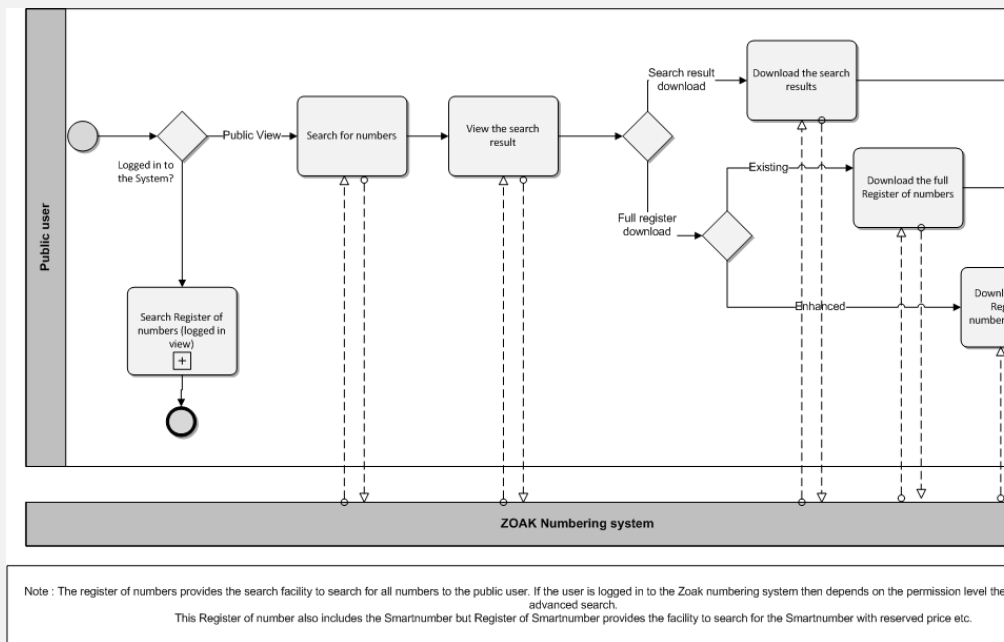 Public user
Logged in to
the System?
Public View
Search for numbers
View the search
result
Search result
download
Download the search
results
Full register
download
Existing
Download the full
Register of numbers
Enhanced
number
Search Register of
numbers (logged in
view)
ZOAK Numbering system
Note : The register of numbers provides the search facility to search for all numbers to the public user. If the user is logged in to the Zoak numbering system then depends on the permission level the
advanced search.
This Register of number also includes the Smartnumber but Register of Smartnumber provides the facility to search for the Smartnumber with reserved price etc.